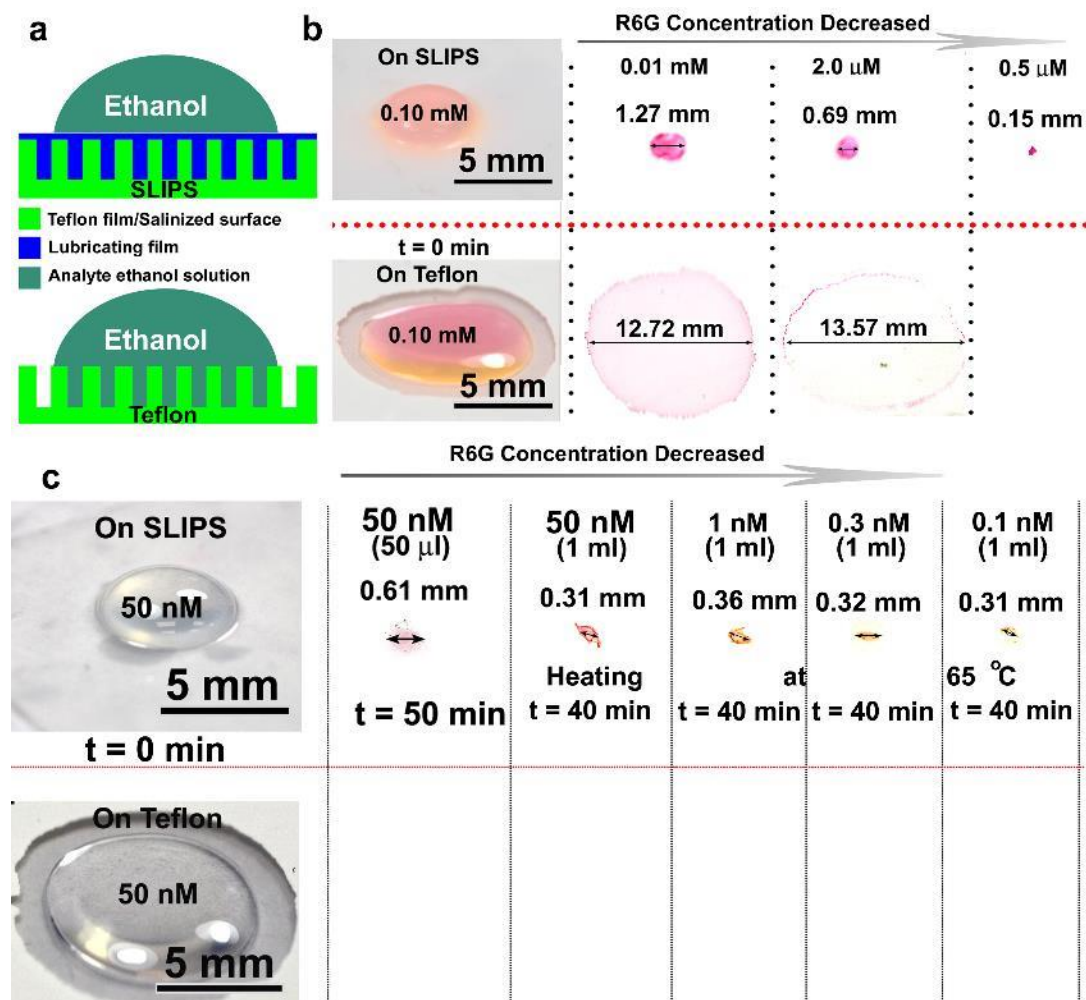 a
Ethanol
SLIPS
Teflon film/Salinized surface
Lubricating film
Analyte ethanol solution
Ethanol
Teflon
b
R6G Concentration Decreased
On SLIPS
0.10 mM
5 mm
0.01 mM
1.27 mm
2.0 μM
0.69 mm
0.5 μM
0.15 mm
t = 0 min
On Teflon
0.10 mM
5 mm
12.72 mm
13.57 mm
c
R6G Concentration Decreased
On SLIPS
50 nM
5 mm
t = 0 min
50 nM
(50 μl)
0.61 mm
t = 50 min
50 nM
(1 ml)
0.31 mm
1 nM
(1 ml)
0.36 mm
0.3 nM
(1 ml)
0.32 mm
0.1 nM
(1 ml)
0.31 mm
Heating at 65 °C
t = 40 min
t = 40 min
t = 40 min
t = 40 min
On Teflon
50 nM
5 mm